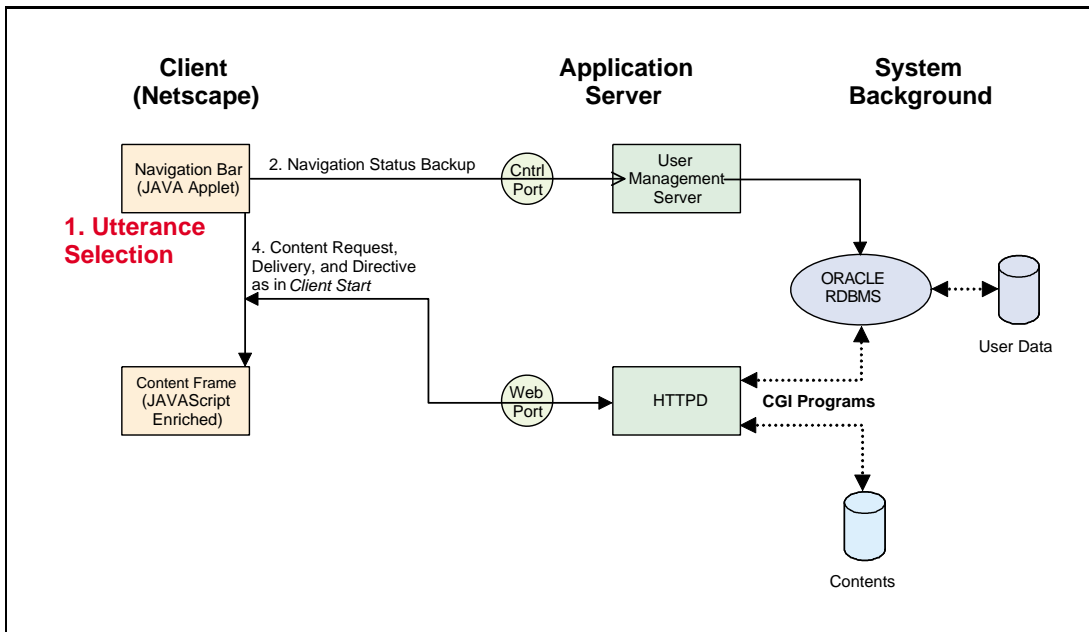 Client
(Netscape)
Application
Server
System
Background
Navigation Bar
(JAVA Applet)
2. Navigation Status Backup
Cntrl
Port
User
Management
Server
1. Utterance
Selection
4. Content Request,
Delivery, and Directive
as in Client Start
ORACLE
RDBMS
User Data
Content Frame
(JAVAScript
Enriched)
Web
Port
HTTPD
CGI Programs
Contents